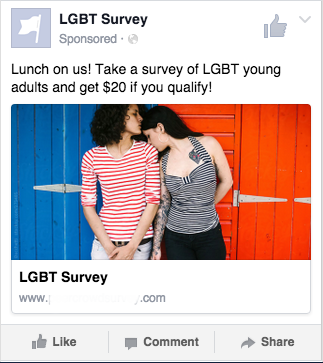 LGBT Survey
Sponsored ·
Lunch on us! Take a survey of LGBT young
adults and get $20 if you qualify!
LGBT Survey
www. .com
Like Comment Share